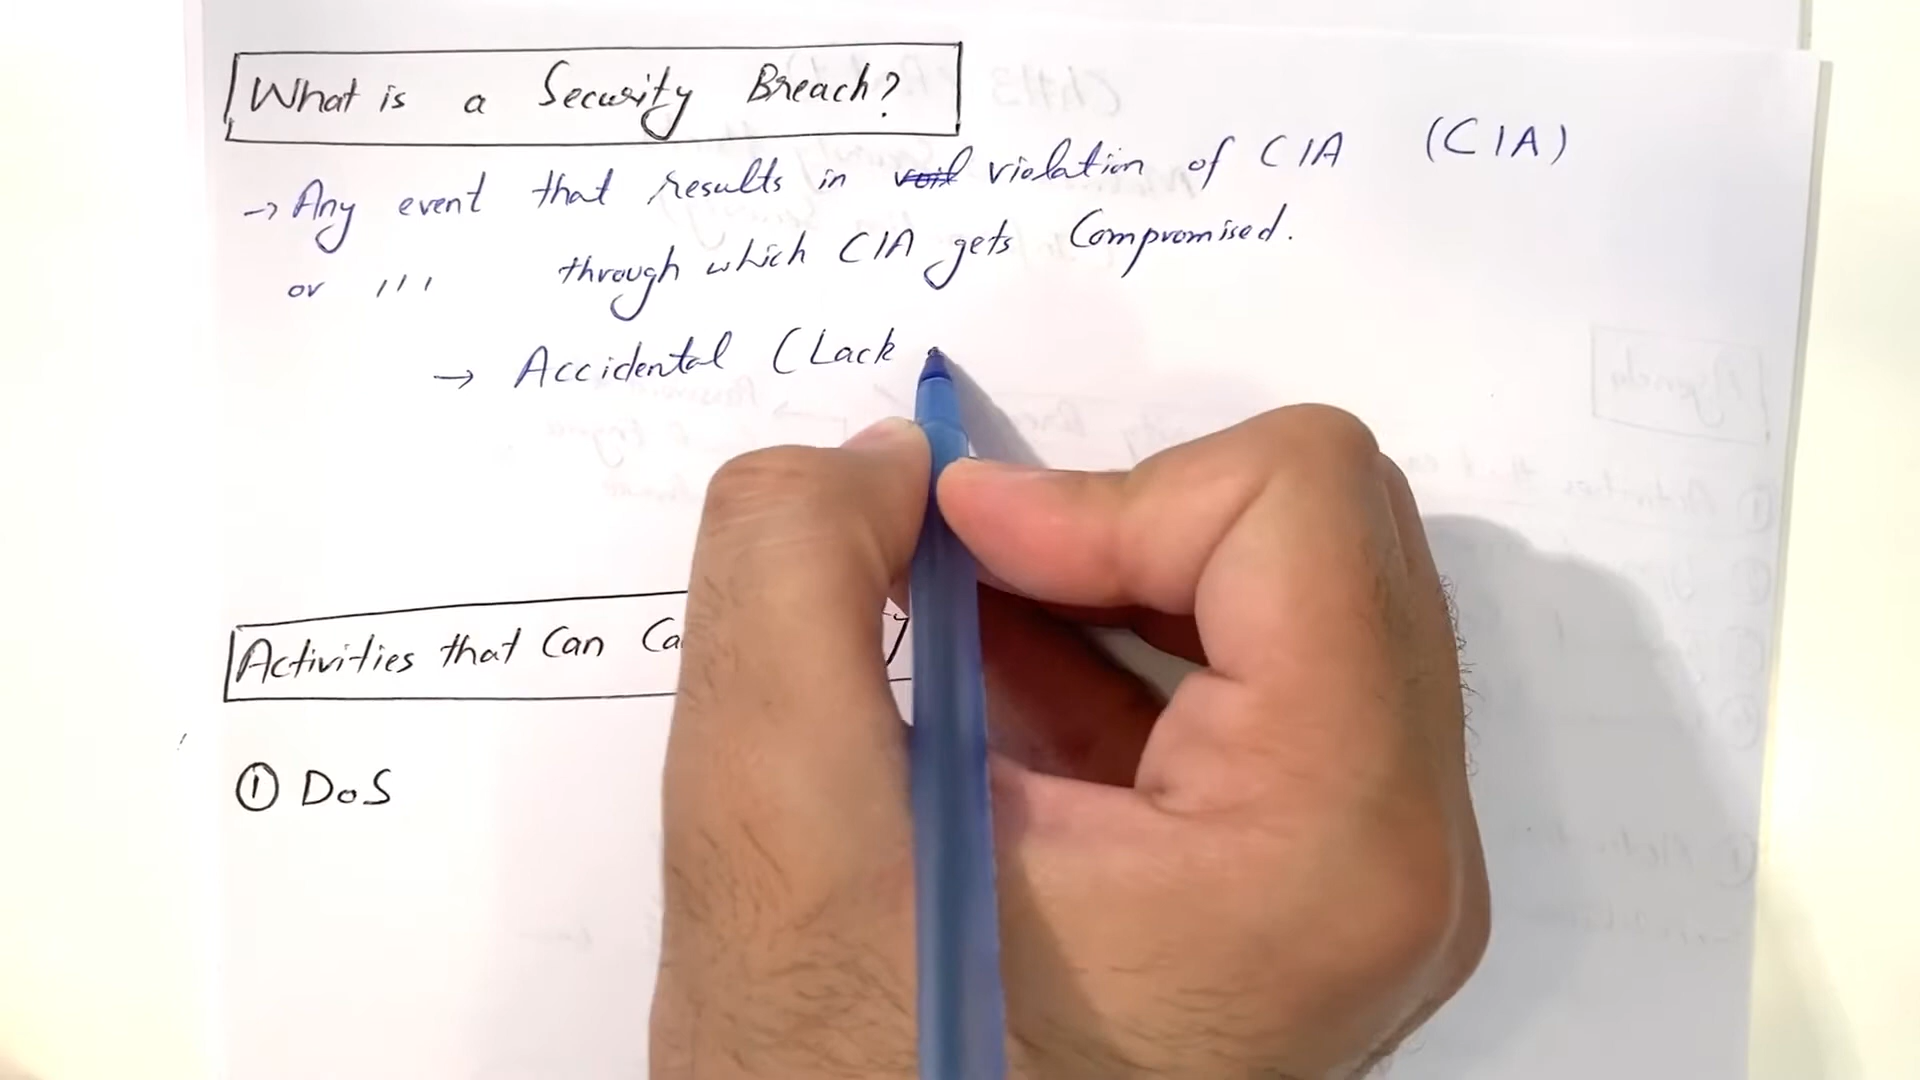 What is a Security Breach?
→ Any event that results in violation of CIA (CIA)
or ,,, through which CIA gets Compromised.
→ Accidental (Lack
Activities that Can Ca
① DoS